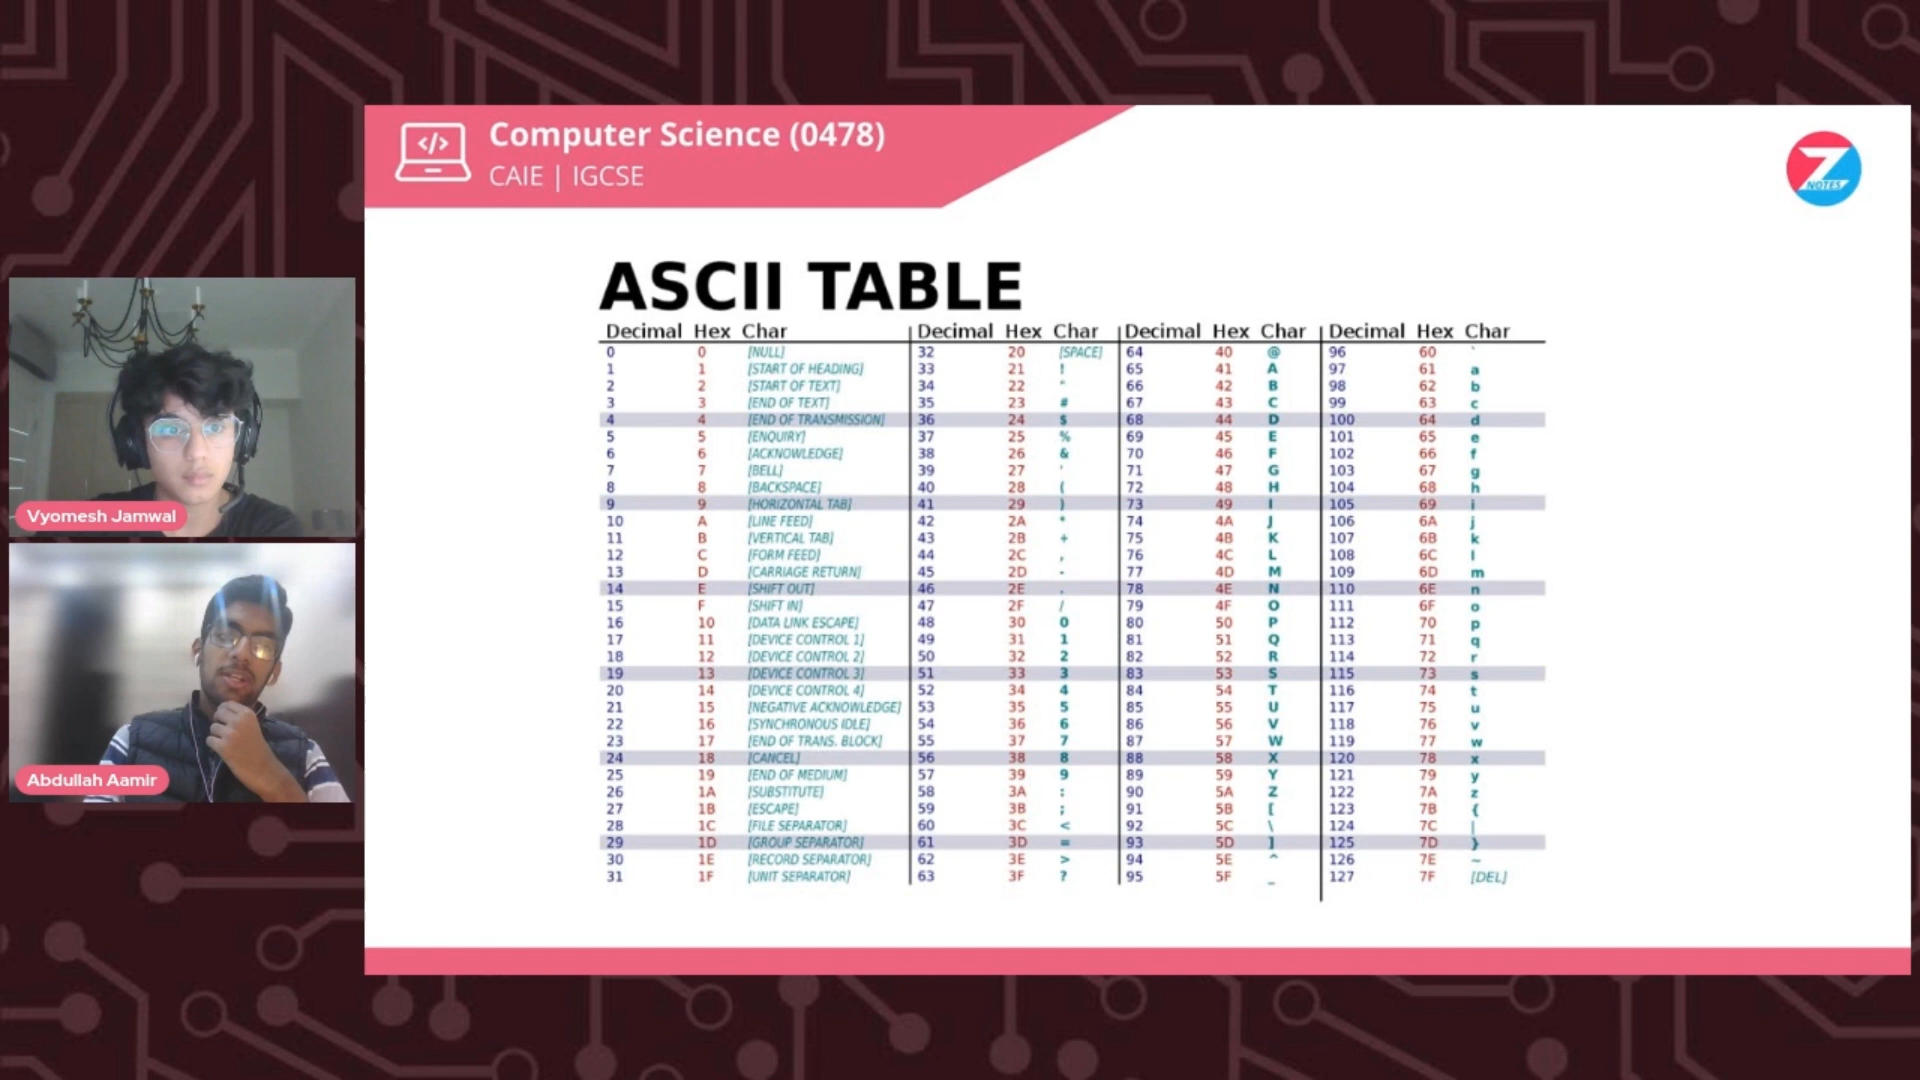 Computer Science (0478)
CAIE | IGCSE
Z
NOTES
ASCII TABLE
Decimal Hex Char Decimal Hex Char Decimal Hex Char Decimal Hex Char
0 0 [NULL] 32 20 [SPACE] 64 40 @ 96 60 `
1 1 [START OF HEADING] 33 21 ! 65 41 A 97 61 a
2 2 [START OF TEXT] 34 22 " 66 42 B 98 62 b
3 3 [END OF TEXT] 35 23 # 67 43 C 99 63 c
4 4 [END OF TRANSMISSION] 36 24 $ 68 44 D 100 64 d
5 5 [ENQUIRY] 37 25 % 69 45 E 101 65 e
6 6 [ACKNOWLEDGE] 38 26 & 70 46 F 102 66 f
7 7 [BELL] 39 27 ' 71 47 G 103 67 g
8 8 [BACKSPACE] 40 28 ( 72 48 H 104 68 h
9 9 [HORIZONTAL TAB] 41 29 ) 73 49 I 105 69 i
10 A [LINE FEED] 42 2A * 74 4A J 106 6A j
11 B [VERTICAL TAB] 43 2B + 75 4B K 107 6B k
12 C [FORM FEED] 44 2C , 76 4C L 108 6C l
13 D [CARRIAGE RETURN] 45 2D - 77 4D M 109 6D m
14 E [SHIFT OUT] 46 2E . 78 4E N 110 6E n
15 F [SHIFT IN] 47 2F / 79 4F O 111 6F o
16 10 [DATA LINK ESCAPE] 48 30 0 80 50 P 112 70 p
17 11 [DEVICE CONTROL 1] 49 31 1 81 51 Q 113 71 q
18 12 [DEVICE CONTROL 2] 50 32 2 82 52 R 114 72 r
19 13 [DEVICE CONTROL 3] 51 33 3 83 53 S 115 73 s
20 14 [DEVICE CONTROL 4] 52 34 4 84 54 T 116 74 t
21 15 [NEGATIVE ACKNOWLEDGE] 53 35 5 85 55 U 117 75 u
22 16 [SYNCHRONOUS IDLE] 54 36 6 86 56 V 118 76 v
23 17 [END OF TRANS. BLOCK] 55 37 7 87 57 W 119 77 w
24 18 [CANCEL] 56 38 8 88 58 X 120 78 x
25 19 [END OF MEDIUM] 57 39 9 89 59 Y 121 79 y
26 1A [SUBSTITUTE] 58 3A : 90 5A Z 122 7A z
27 1B [ESCAPE] 59 3B ; 91 5B [ 123 7B {
28 1C [FILE SEPARATOR] 60 3C < 92 5C \ 124 7C |
29 1D [GROUP SEPARATOR] 61 3D = 93 5D ] 125 7D }
30 1E [RECORD SEPARATOR] 62 3E > 94 5E ^ 126 7E ~
31 1F [UNIT SEPARATOR] 63 3F ? 95 5F _ 127 7F [DEL]
Vyomesh Jamwal
Abdullah Aamir